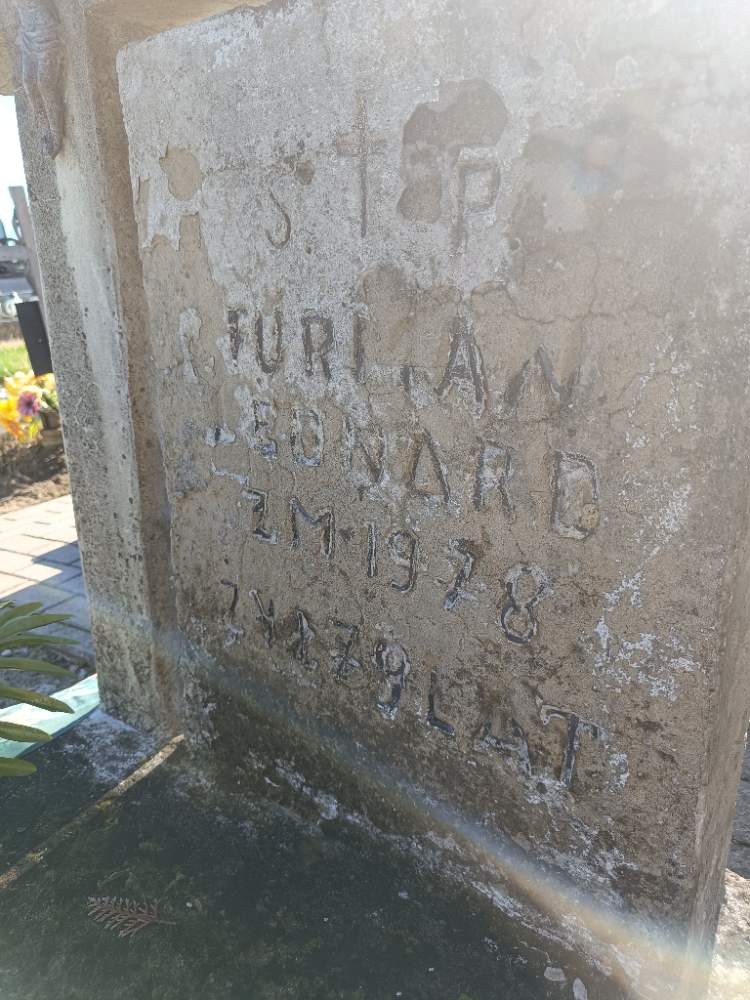 S † P
TURLAN
LEONARD
ZM 1978
ŻYŁ 79 LAT